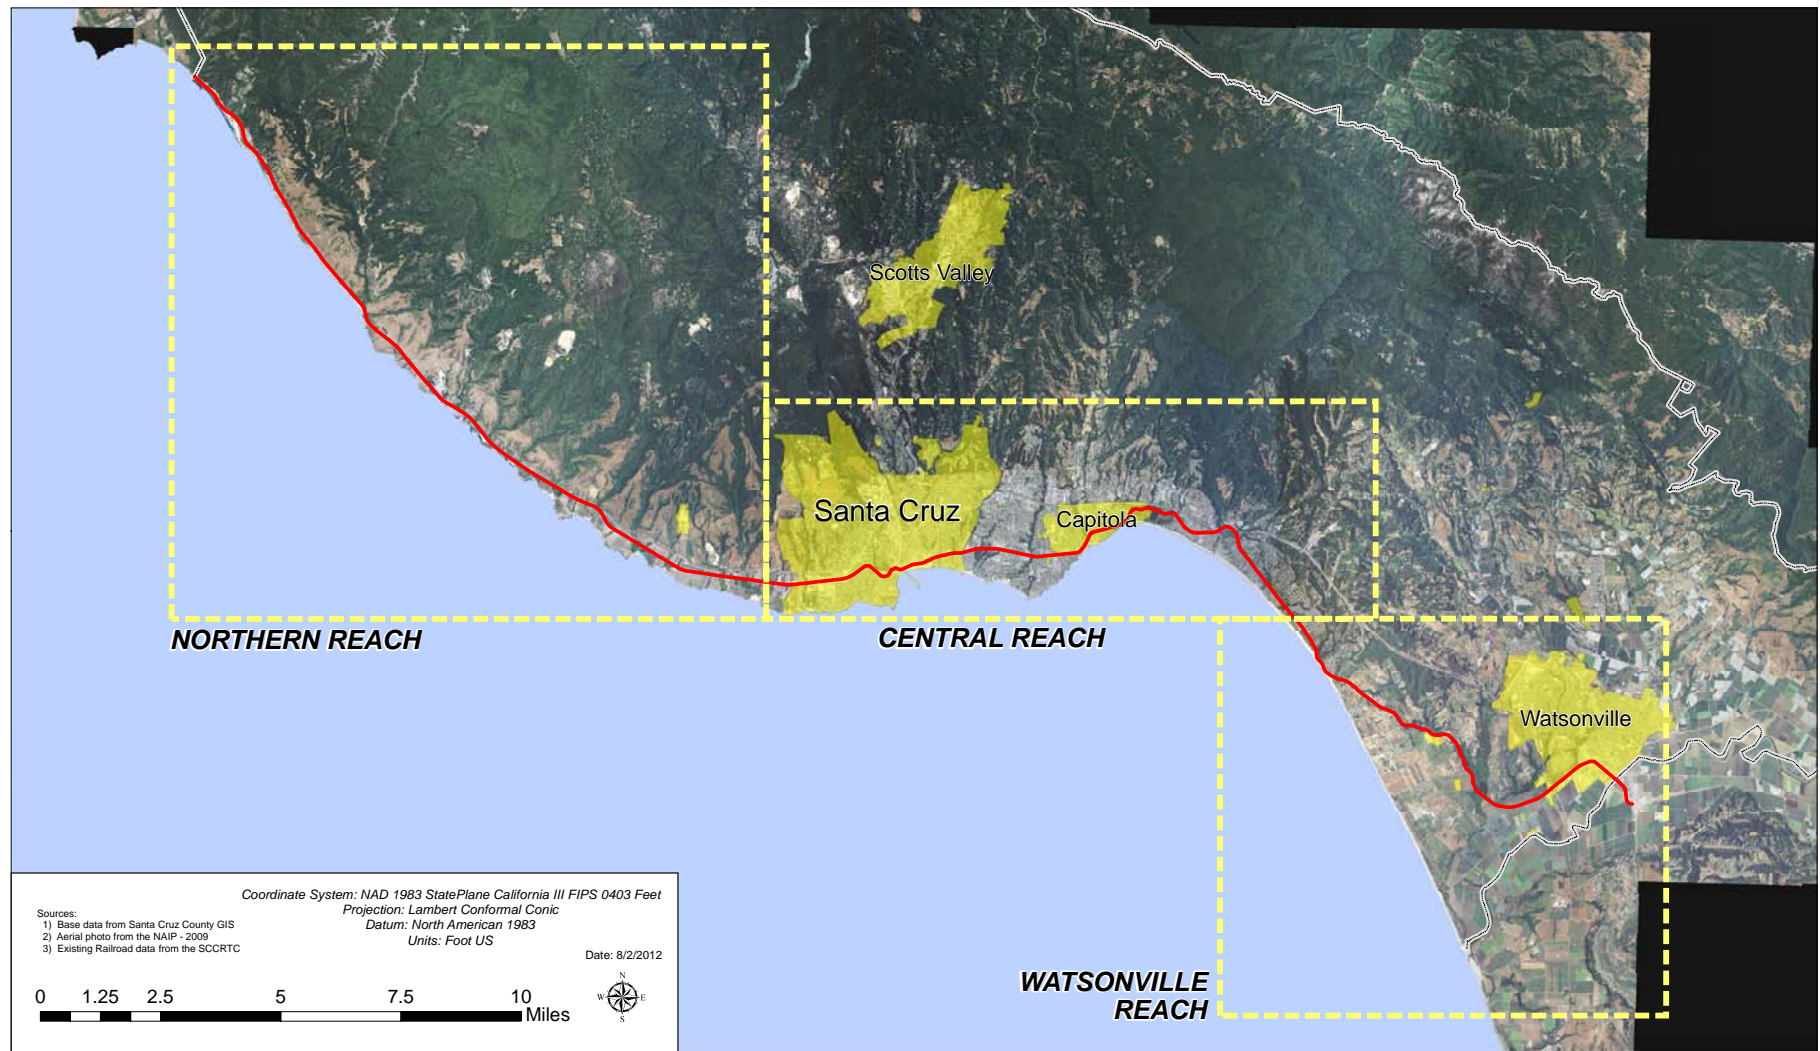 Scotts Valley
Santa Cruz
Capitola
NORTHERN REACH
CENTRAL REACH
Watsonville
WATSONVILLE
REACH
Coordinate System: NAD 1983 StatePlane California III FIPS 0403 Feet
Projection: Lambert Conformal Conic
Datum: North American 1983
Units: Foot US
Sources:
1) Base data from Santa Cruz County GIS
2) Aerial photo from the NAIP - 2009
3) Existing Railroad data from the SCCRTC
Date: 8/2/2012
N
W E
S
0 1.25 2.5 5 7.5 10
Miles